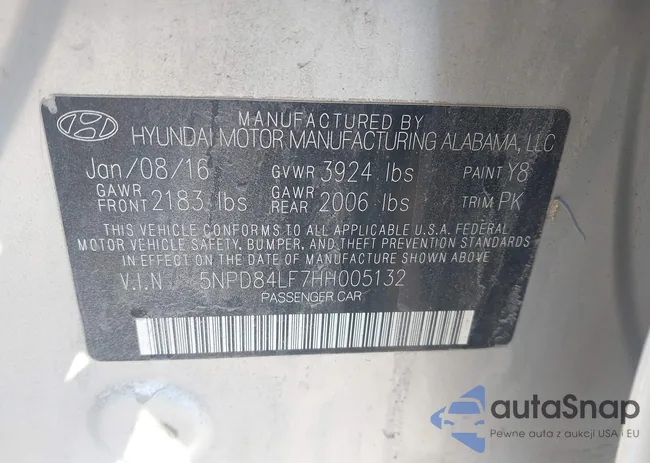 MANUFACTURED BY
HYUNDAI MOTOR MANUFACTURING ALABAMA, LLC
Jan/08/16 GVWR 3924 lbs PAINT Y8
GAWR FRONT 2183 lbs GAWR REAR 2006 lbs TRIM PK
THIS VEHICLE CONFORMS TO ALL APPLICABLE U.S.A. FEDERAL
MOTOR VEHICLE SAFETY, BUMPER, AND THEFT PREVENTION STANDARDS
IN EFFECT ON THE DATE OF MANUFACTURE SHOWN ABOVE.
V.I.N 5NPD84LF7HH005132
PASSENGER CAR
autoSnap
Pewne auta z aukcji USA i EU